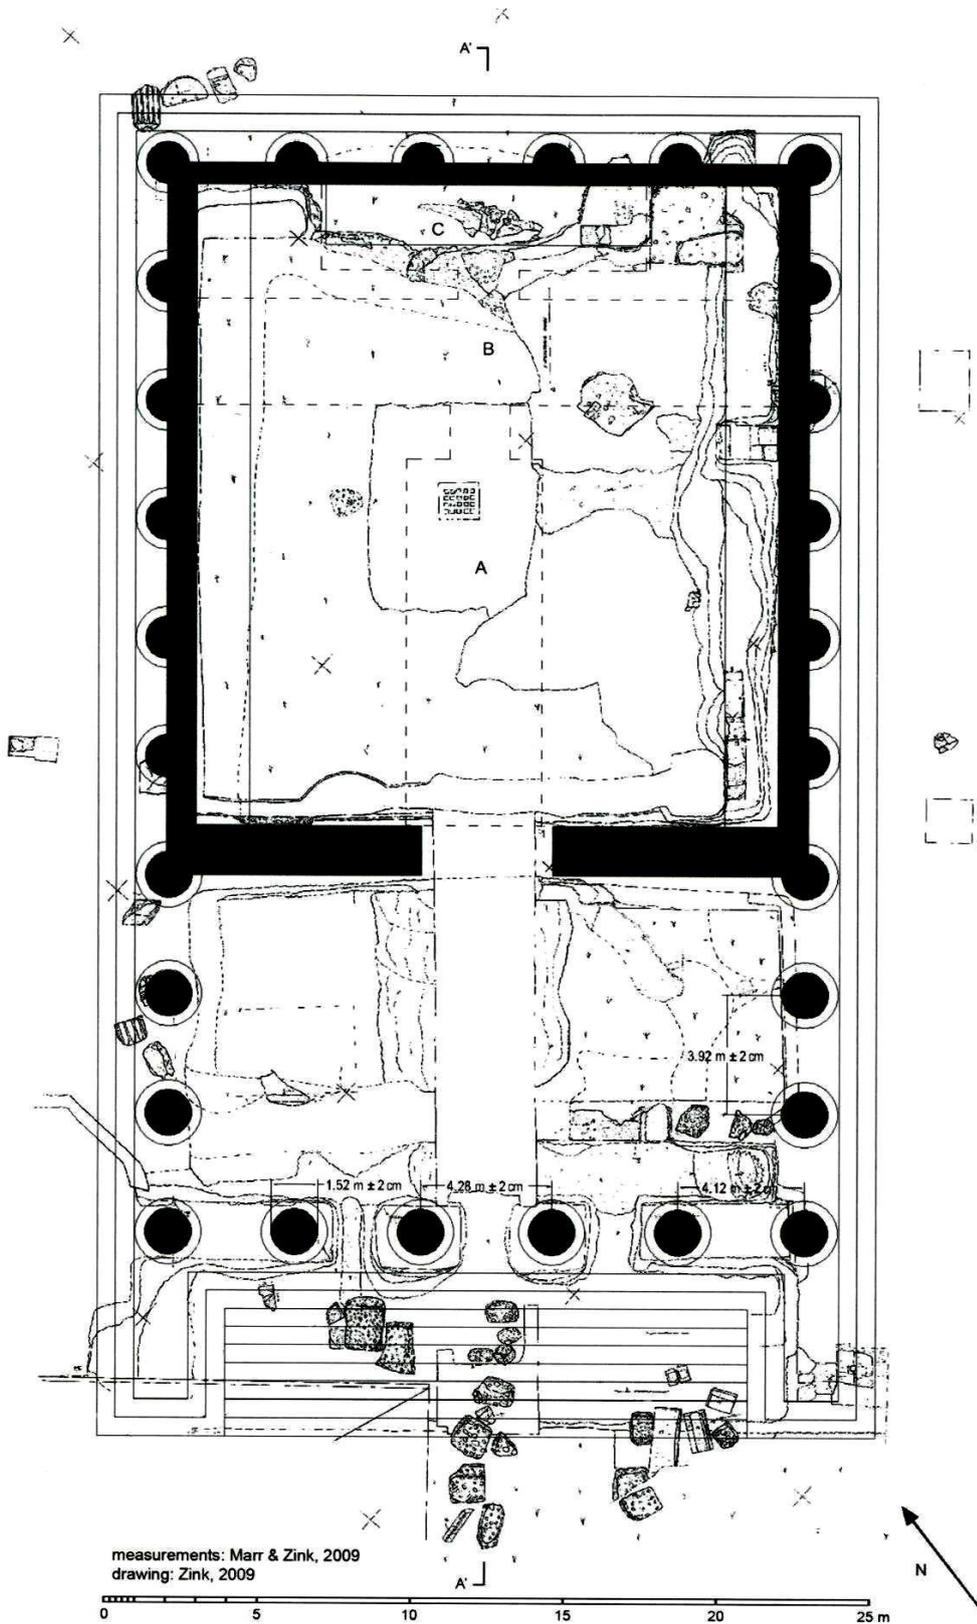 A'
C
B
A
3.92 m ± 2 cm
1.52 m ± 2 cm
4.28 m ± 2 cm
4.12 m ± 2 cm
measurements: Marr & Zink, 2009
drawing: Zink, 2009
N
A'
0 5 10 15 20 25 m